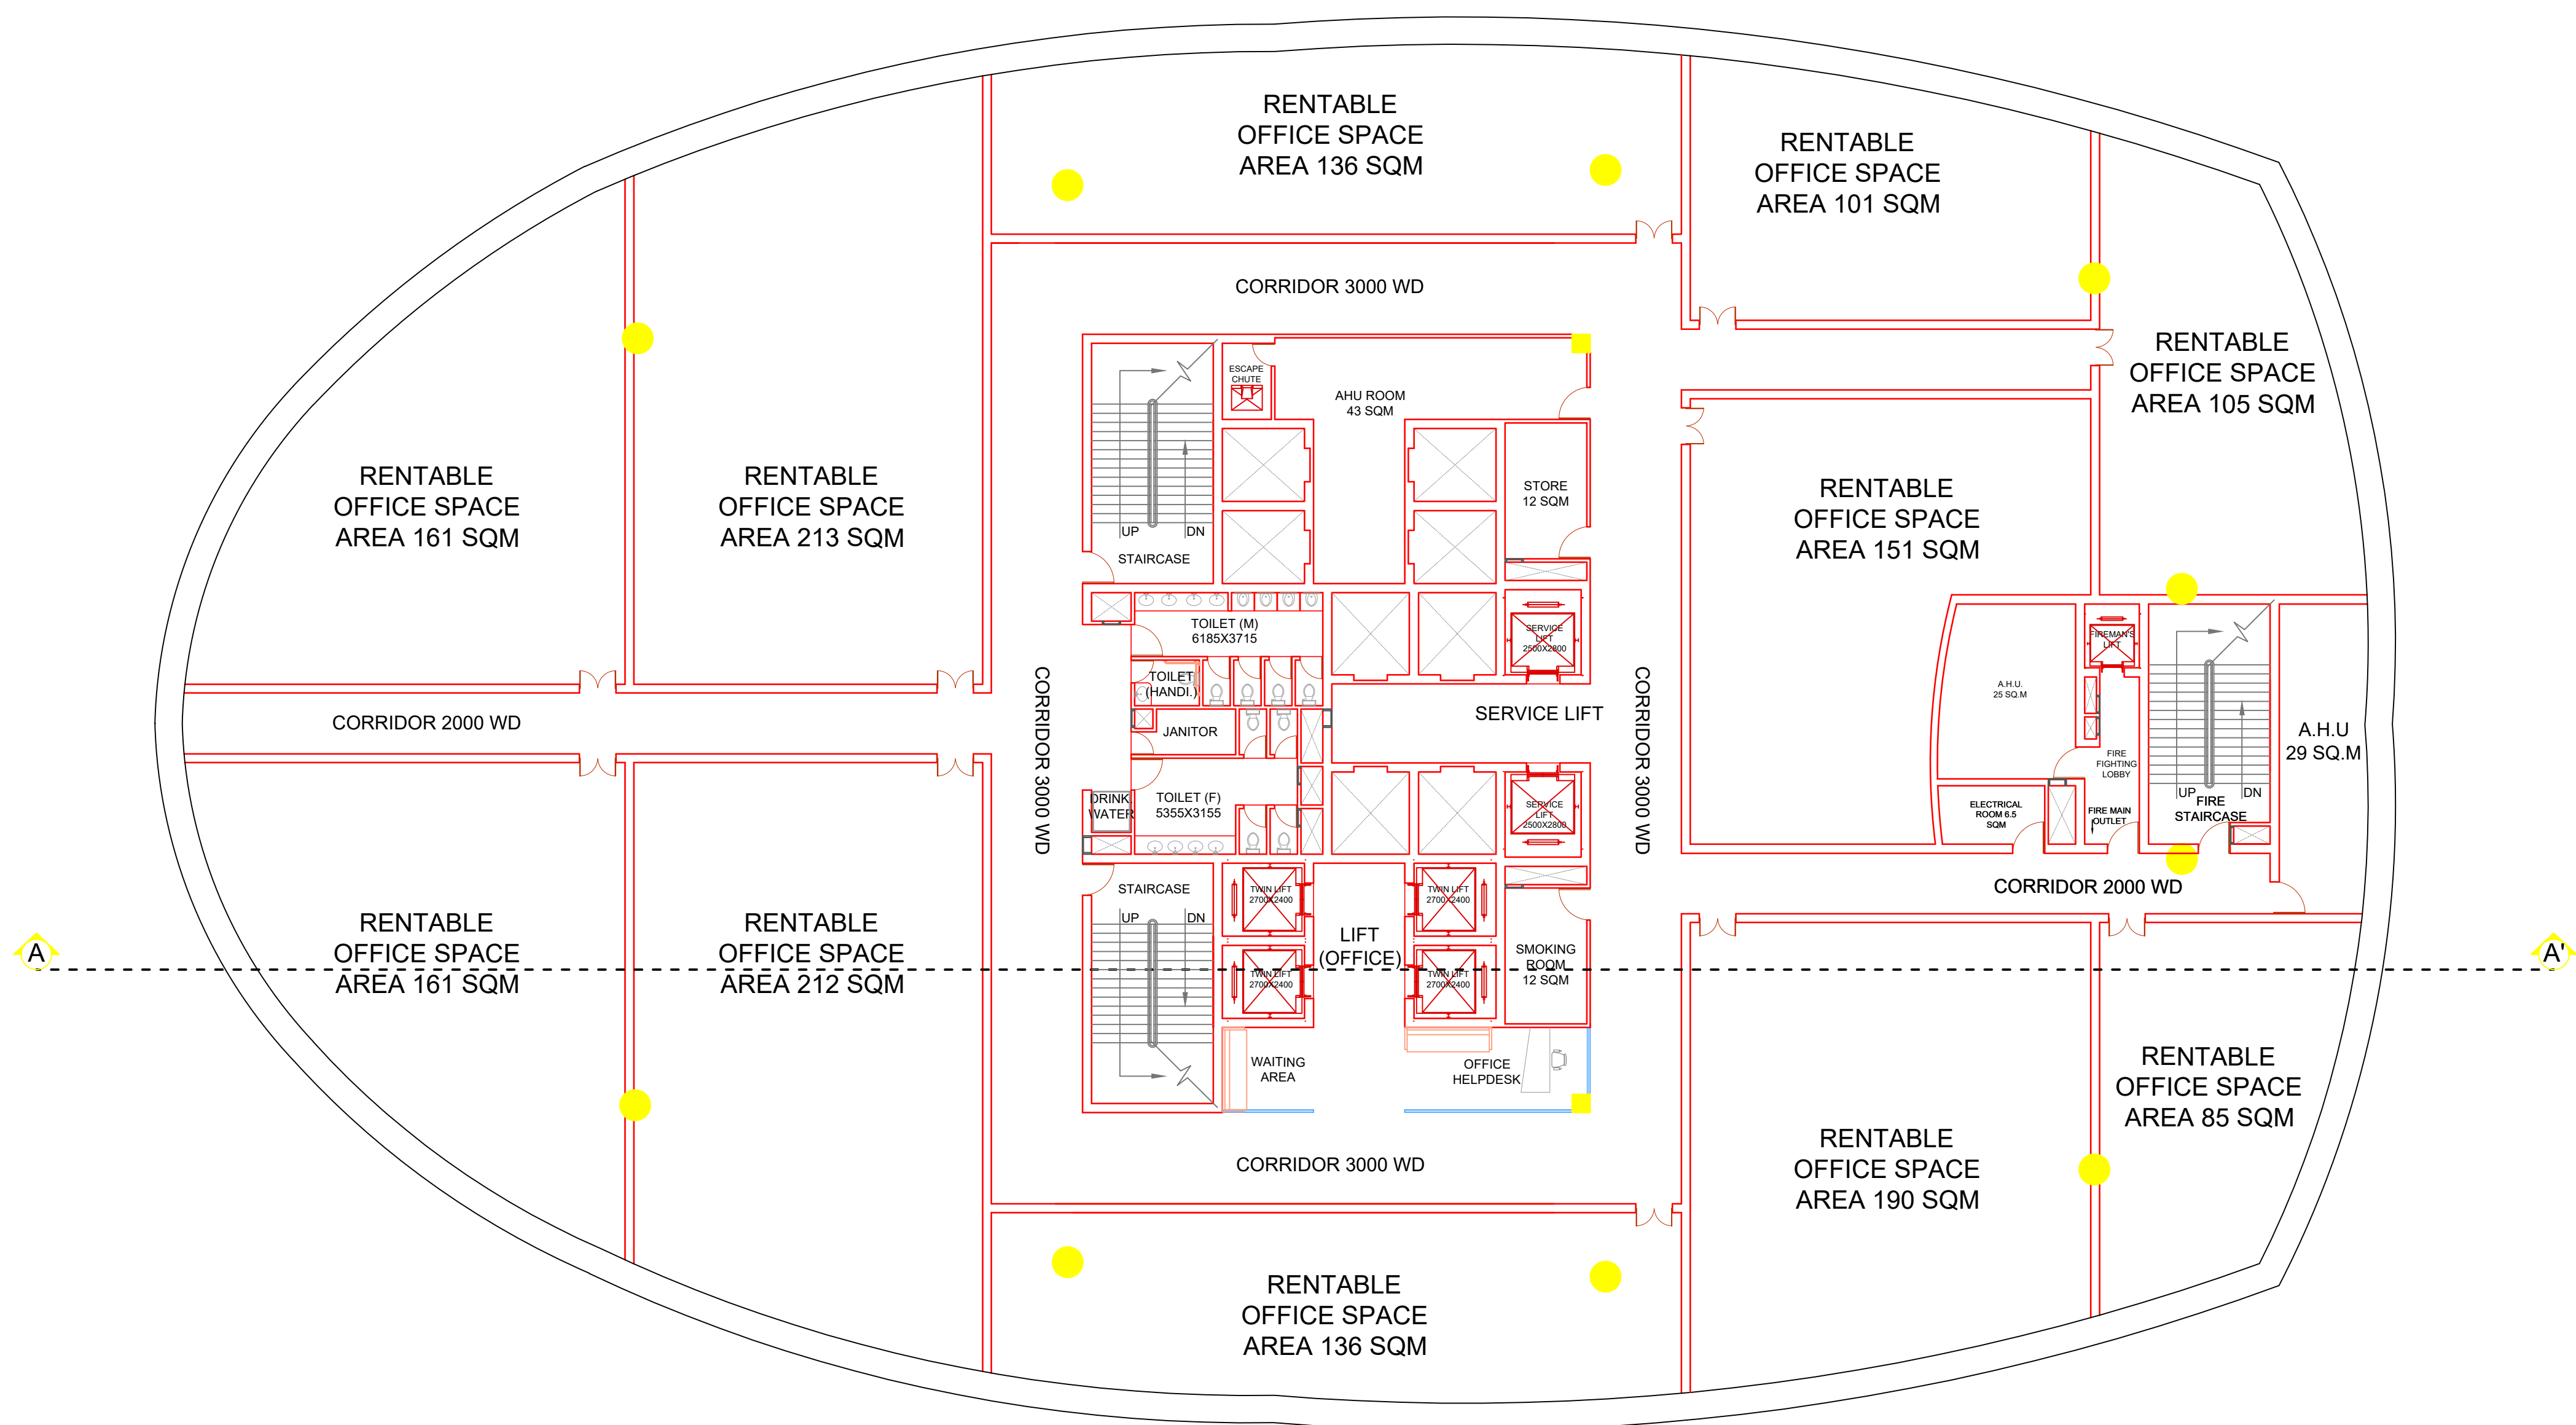 RENTABLE
OFFICE SPACE
AREA 136 SQM
RENTABLE
OFFICE SPACE
AREA 101 SQM
CORRIDOR 3000 WD
RENTABLE
OFFICE SPACE
AREA 105 SQM
ESCAPE
CHUTE
AHU ROOM
43 SQM
RENTABLE
OFFICE SPACE
AREA 161 SQM
RENTABLE
OFFICE SPACE
AREA 213 SQM
UP
DN
STAIRCASE
STORE
12 SQM
RENTABLE
OFFICE SPACE
AREA 151 SQM
TOILET (M)
6185X3715
SERVICE
LIFT
2500X2800
FIREMAN'S
LIFT
TOILET
(HANDI.)
A.H.U.
25 SQ.M
CORRIDOR 2000 WD
CORRIDOR 3000 WD
JANITOR
SERVICE LIFT
CORRIDOR 3000 WD
FIRE
FIGHTING
LOBBY
A.H.U
29 SQ.M
DRINK.
WATER
TOILET (F)
5355X3155
SERVICE
LIFT
2500X2800
ELECTRICAL
ROOM 6.5
SQM
FIRE MAIN
OUTLET
UP
DN
FIRE
STAIRCASE
STAIRCASE
UP
DN
TWIN LIFT
2700X2400
TWIN LIFT
2700X2400
CORRIDOR 2000 WD
A
RENTABLE
OFFICE SPACE
AREA 161 SQM
RENTABLE
OFFICE SPACE
AREA 212 SQM
TWIN LIFT
2700X2400
LIFT
(OFFICE)
TWIN LIFT
2700X2400
SMOKING
ROOM
12 SQM
A'
WAITING
AREA
OFFICE
HELPDESK
RENTABLE
OFFICE SPACE
AREA 85 SQM
CORRIDOR 3000 WD
RENTABLE
OFFICE SPACE
AREA 190 SQM
RENTABLE
OFFICE SPACE
AREA 136 SQM